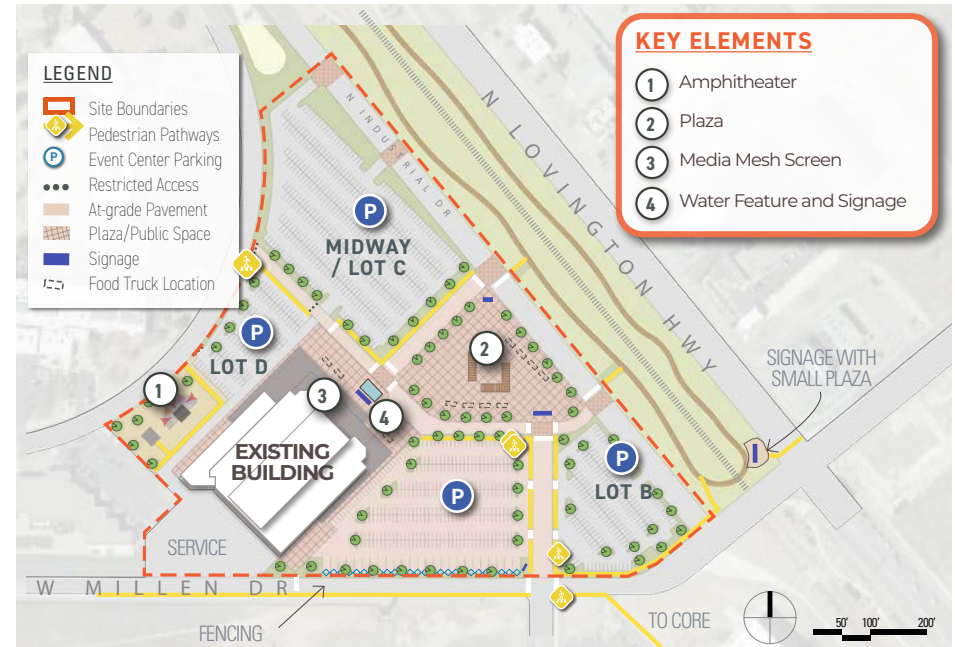 LEGEND
Site Boundaries
Pedestrian Pathways
P Event Center Parking
Restricted Access
At-grade Pavement
Plaza/Public Space
Signage
Food Truck Location
KEY ELEMENTS
1 Amphitheater
2 Plaza
3 Media Mesh Screen
4 Water Feature and Signage
N INDUSTRIAL DR
N LOVINGTON HWY
P
MIDWAY
/ LOT C
P
LOT D
1
2
3
4
EXISTING
BUILDING
P
P
LOT B
SIGNAGE WITH
SMALL PLAZA
SERVICE
W MILLEN DR
FENCING
TO CORE
50' 100' 200'